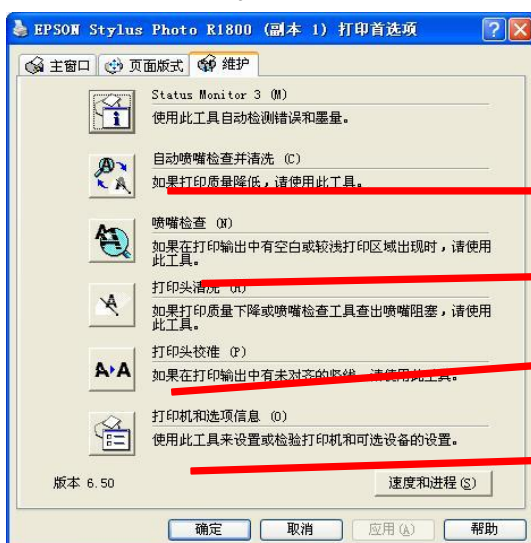 EPSON Stylus Photo R1800 (副本 1) 打印首选项
主窗口 页面版式 维护
Status Monitor 3 (M)
使用此工具自动检测错误和墨量。
自动喷嘴检查并清洗 (C)
如果打印质量降低，请使用此工具。
喷嘴检查 (N)
如果在打印输出中有空白或较浅打印区域出现时，请使用
此工具。
打印头清洗 (H)
如果打印质量下降或喷嘴检查工具查出喷嘴阻塞，请使用
此工具。
打印头校准 (P)
如果在打印输出中有未对齐的竖线，请使用此工具。
打印机和选项信息 (O)
使用此工具来设置或检验打印机和可选设备的设置。
版本 6.50
速度和进程(S)
确定 取消 应用(A) 帮助